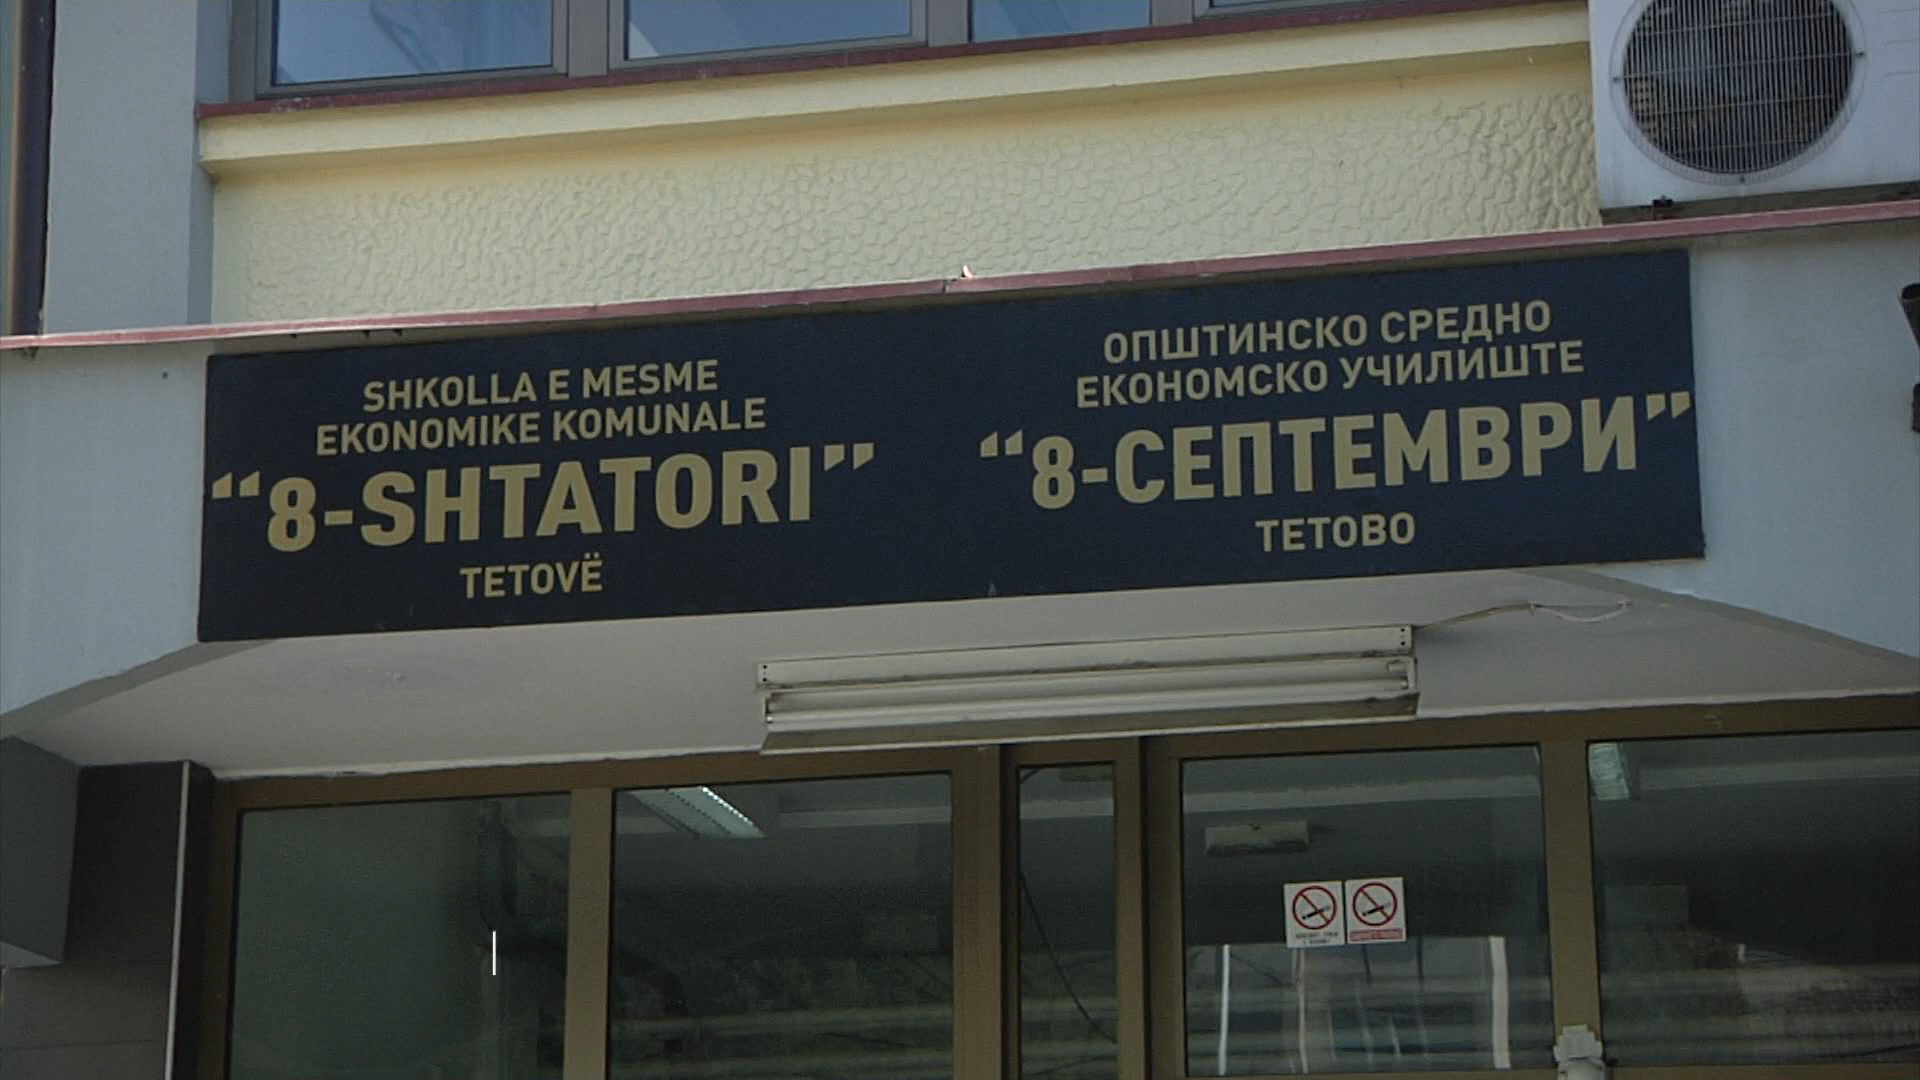 SHKOLLA E MESME
EKONOMIKE KOMUNALE
“8-SHTATORI”
TETOVË
ОПШТИНСКО СРЕДНО
ЕКОНОМСКО УЧИЛИШТЕ
“8-СЕПТЕМВРИ”
ТЕТОВО